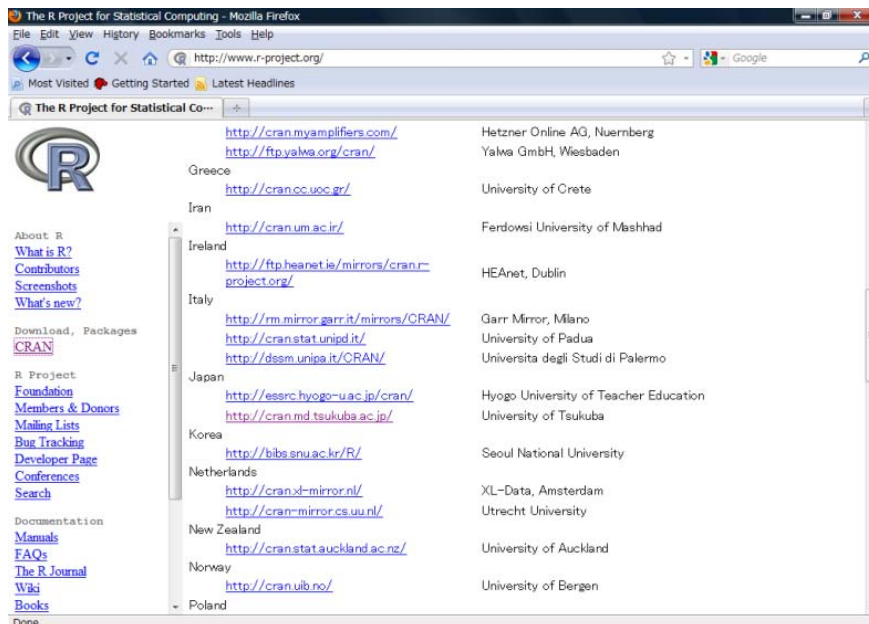 The R Project for Statistical Computing - Mozilla Firefox
File Edit View History Bookmarks Tools Help
http://www.r-project.org/
Google
Most Visited Getting Started Latest Headlines
The R Project for Statistical Co...
R
About R
What is R?
Contributors
Screenshots
What's new?
Download, Packages
CRAN
R Project
Foundation
Members & Donors
Mailing Lists
Bug Tracking
Developer Page
Conferences
Search
Documentation
Manuals
FAQs
The R Journal
Wiki
Books
http://cran.myamplifiers.com/ Hetzner Online AG, Nuernberg
http://ftp.yalwa.org/cran/ Yalwa GmbH, Wiesbaden
Greece
http://cran.cc.uoc.gr/ University of Crete
Iran
http://cran.um.ac.ir/ Ferdowsi University of Mashhad
Ireland
http://ftp.heanet.ie/mirrors/cran.r-
project.org/ HEAnet, Dublin
Italy
http://rm.mirror.garr.it/mirrors/CRAN/ Garr Mirror, Milano
http://cran.stat.unipd.it/ University of Padua
http://dssm.unipa.it/CRAN/ Universita degli Studi di Palermo
Japan
http://essrc.hyogo-u.ac.jp/cran/ Hyogo University of Teacher Education
http://cran.md.tsukuba.ac.jp/ University of Tsukuba
Korea
http://bibs.snu.ac.kr/R/ Seoul National University
Netherlands
http://cran.xl-mirror.nl/ XL-Data, Amsterdam
http://cran-mirror.cs.uu.nl/ Utrecht University
New Zealand
http://cran.stat.auckland.ac.nz/ University of Auckland
Norway
http://cran.uib.no/ University of Bergen
Poland
Done